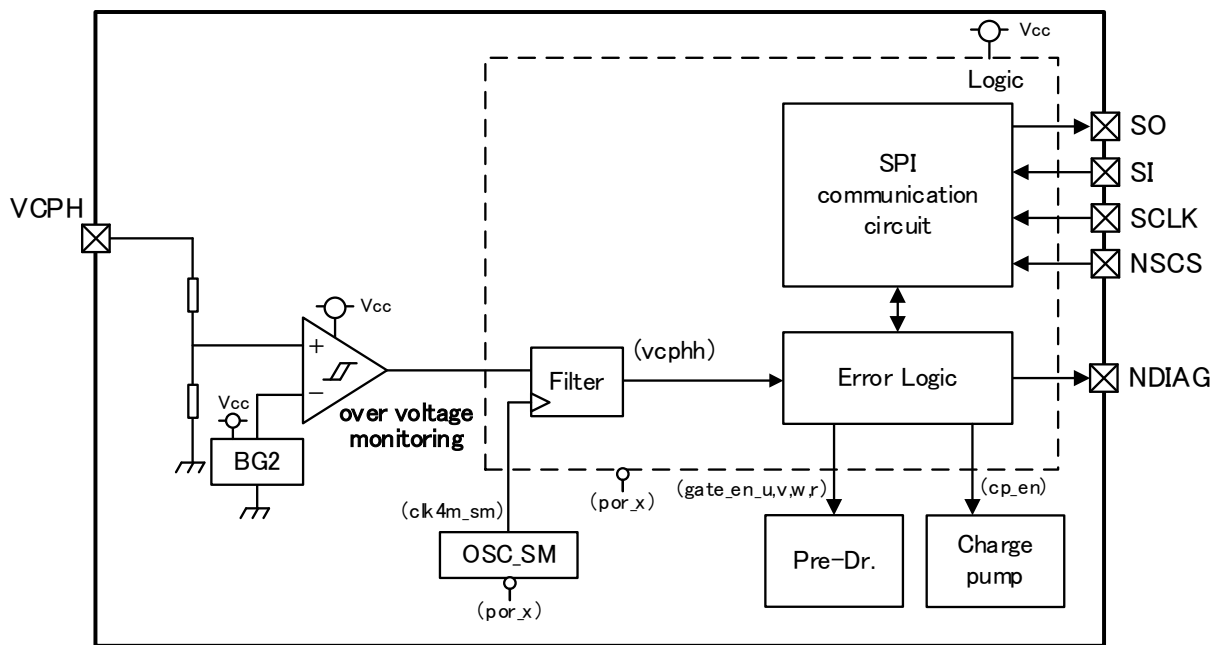 Vcc
Logic
SO
SPI
communication
circuit
SI
VCPH
SCLK
NSCS
Vcc
(vcphh)
+
Filter
Error Logic
NDIAG
−
Vcc
over voltage
monitoring
BG2
(clk4m_sm)
(por_x)
(gate_en_u,v,w,r)
(cp_en)
OSC_SM
Pre-Dr.
Charge
pump
(por_x)